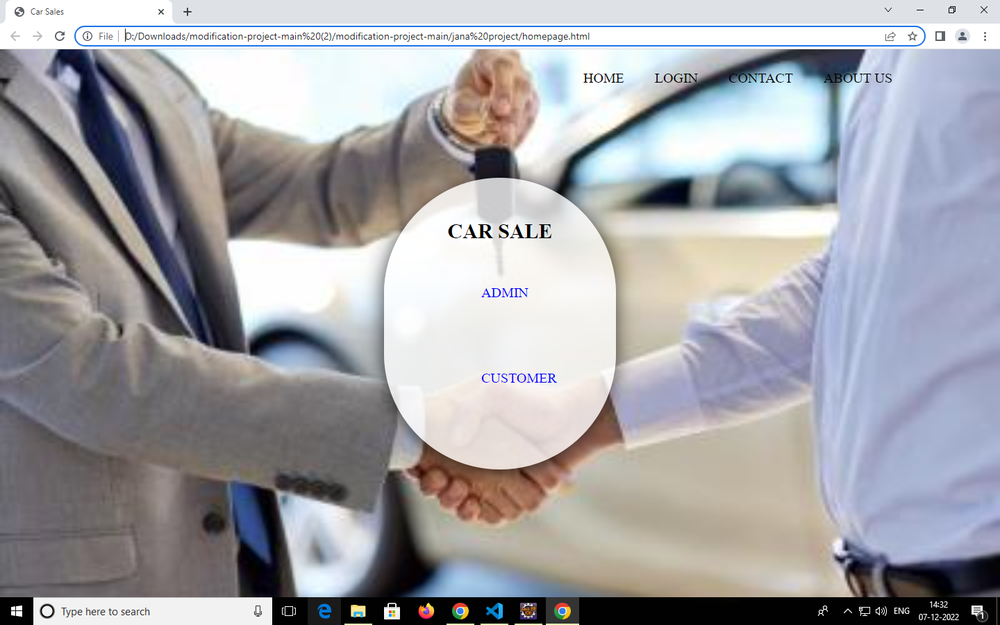 Car Sales
File
D:/Downloads/modification-project-main%20(2)/modification-project-main/jana%20project/homepage.html
HOME LOGIN CONTACT ABOUT US
CAR SALE
ADMIN
CUSTOMER
Type here to search
ENG
14:32
07-12-2022
1